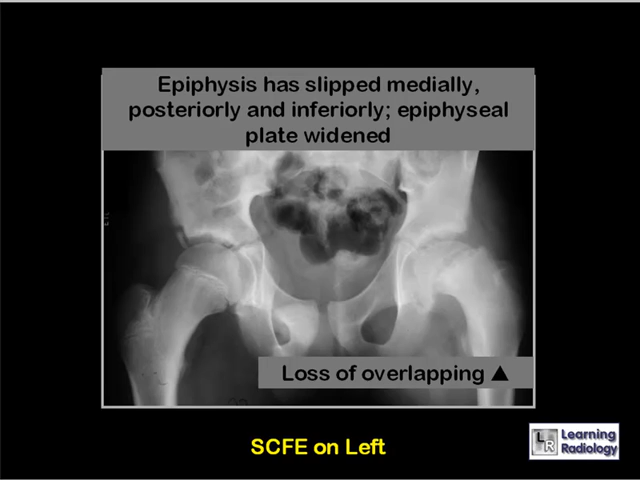 Epiphysis has slipped medially,
posteriorly and inferiorly; epiphyseal
plate widened
Loss of overlapping ▲
SCFE on Left
LR Learning
Radiology